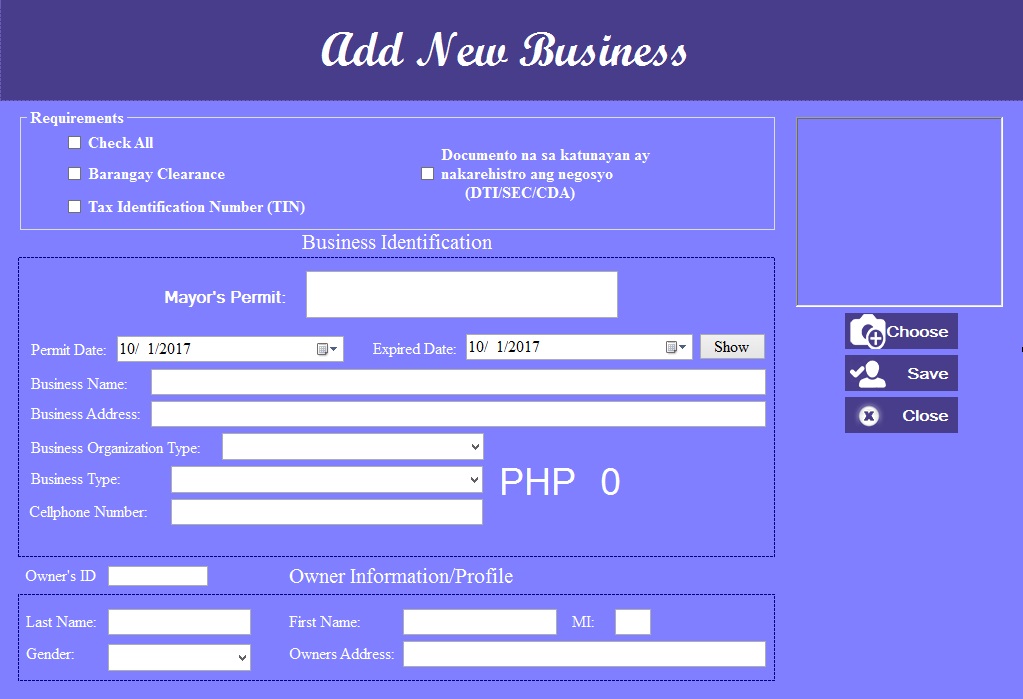 Add New Business
Requirements
Check All
Barangay Clearance
Tax Identification Number (TIN)
Documento na sa katunayan ay
nakarehistro ang negosyo
(DTI/SEC/CDA)
Business Identification
Mayor's Permit:
Permit Date: 10/ 1/2017 Expired Date: 10/ 1/2017 Show
Business Name:
Business Address:
Business Organization Type:
Business Type:
PHP 0
Cellphone Number:
Owner's ID
Owner Information/Profile
Last Name: First Name: MI:
Gender: Owners Address:
Choose
Save
Close